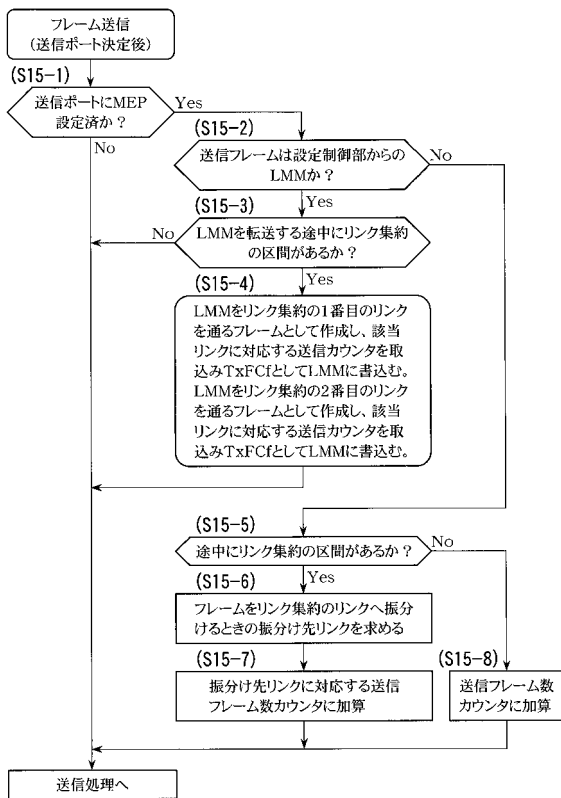 フレーム送信
(送信ポート決定後)
(S15-1)
送信ポートにMEP
設定済か？
Yes
No
(S15-2)
送信フレームは設定制御部からの
LMMか？
No
Yes
(S15-3)
LMMを転送する途中にリンク集約
の区間があるか？
No
Yes
(S15-4)
LMMをリンク集約の1番目のリンク
を通るフレームとして作成し、該当
リンクに対応する送信カウンタを取
込みTxFCfとしてLMMに書込む。
LMMをリンク集約の2番目のリンク
を通るフレームとして作成し、該当
リンクに対応する送信カウンタを取
込みTxFCfとしてLMMに書込む。
(S15-5)
途中にリンク集約の区間があるか？
No
Yes
(S15-6)
フレームをリンク集約のリンクへ振分
けるときの振分け先リンクを求める
(S15-7)
振分け先リンクに対応する送信
フレーム数カウンタに加算
(S15-8)
送信フレーム数
カウンタに加算
送信処理へ